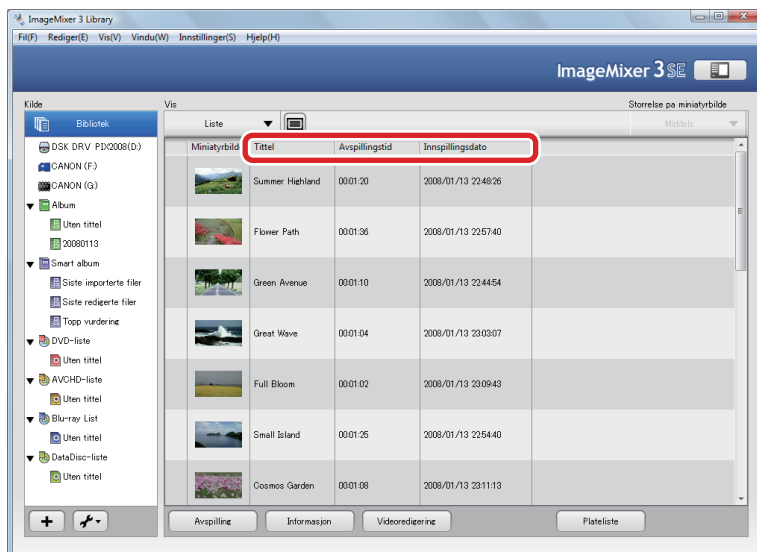 ImageMixer 3 Library
Fil(F) Rediger(E) Vis(V) Vindu(W) Innstillinger(S) Hjelp(H)
ImageMixer 3 SE
Kilde
Vis
Storrelse pa miniatyrbilde
Bibliotek
Liste
Middels
DSK DRV PIX2008(D:)
CANON (F:)
CANON (G:)
Album
Uten tittel
20080113
Smart album
Siste importerte filer
Siste redigerte filer
Topp vurdering
DVD-liste
Uten tittel
AVCHD-liste
Uten tittel
Blu-ray List
Uten tittel
DataDisc-liste
Uten tittel
Miniatyrbild Tittel Avspillingstid Innspillingsdato
Summer Highland 00:01:20 2008/01/13 22:48:26
Flower Path 00:01:36 2008/01/13 22:57:40
Green Avenue 00:01:10 2008/01/13 22:44:54
Great Wave 00:01:04 2008/01/13 23:03:07
Full Bloom 00:01:02 2008/01/13 23:09:43
Small Island 00:01:25 2008/01/13 22:54:40
Cosmos Garden 00:01:08 2008/01/13 23:11:13
Avspilling Informasjon Videoredigering Plateliste